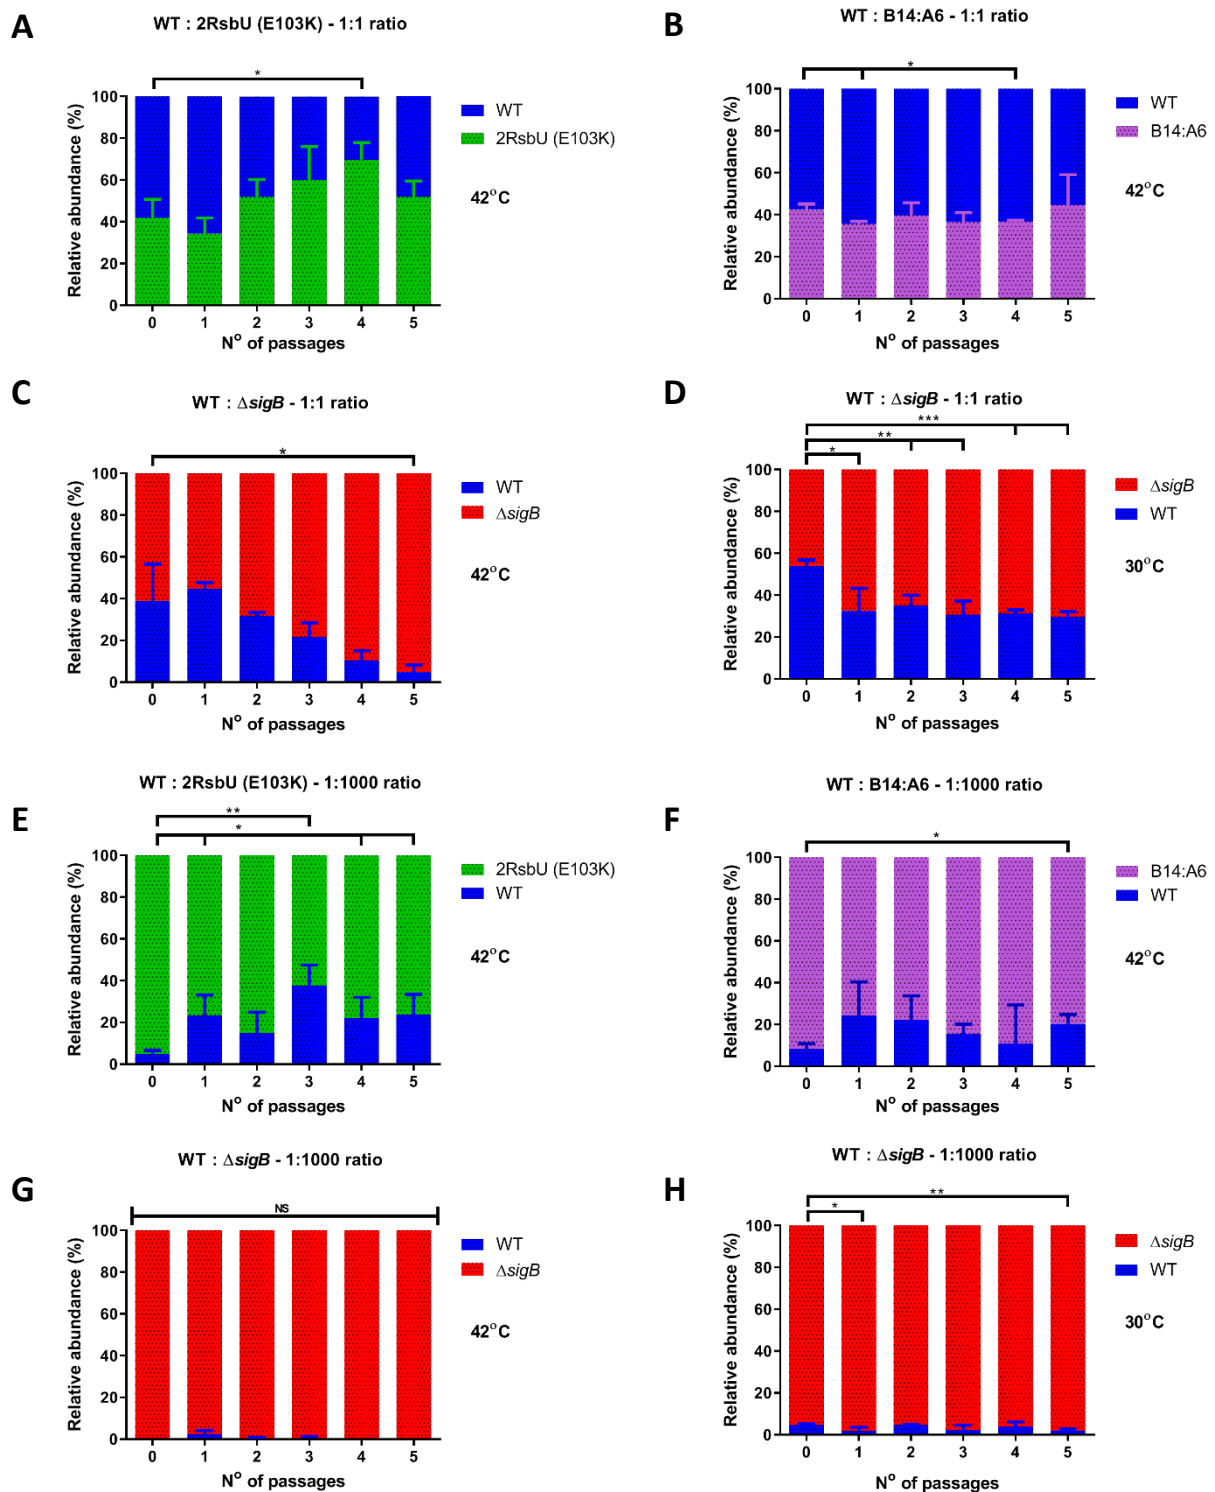 A
WT : 2RsbU (E103K) - 1:1 ratio
*
Relative abundance (%)
100
80
60
40
20
0
0 1 2 3 4 5
Nº of passages
WT
2RsbU (E103K)
42°C
B
WT : B14:A6 - 1:1 ratio
*
Relative abundance (%)
100
80
60
40
20
0
0 1 2 3 4 5
Nº of passages
WT
B14:A6
42°C
C
WT : ΔsigB - 1:1 ratio
*
Relative abundance (%)
100
80
60
40
20
0
0 1 2 3 4 5
Nº of passages
WT
ΔsigB
42°C
D
WT : ΔsigB - 1:1 ratio
***
**
*
Relative abundance (%)
100
80
60
40
20
0
0 1 2 3 4 5
Nº of passages
ΔsigB
WT
30°C
E
WT : 2RsbU (E103K) - 1:1000 ratio
**
*
Relative abundance (%)
100
80
60
40
20
0
0 1 2 3 4 5
Nº of passages
2RsbU (E103K)
WT
42°C
F
WT : B14:A6 - 1:1000 ratio
*
Relative abundance (%)
100
80
60
40
20
0
0 1 2 3 4 5
Nº of passages
B14:A6
WT
42°C
G
WT : ΔsigB - 1:1000 ratio
NS
Relative abundance (%)
100
80
60
40
20
0
0 1 2 3 4 5
Nº of passages
WT
ΔsigB
42°C
H
WT : ΔsigB - 1:1000 ratio
**
*
Relative abundance (%)
100
80
60
40
20
0
0 1 2 3 4 5
Nº of passages
ΔsigB
WT
30°C